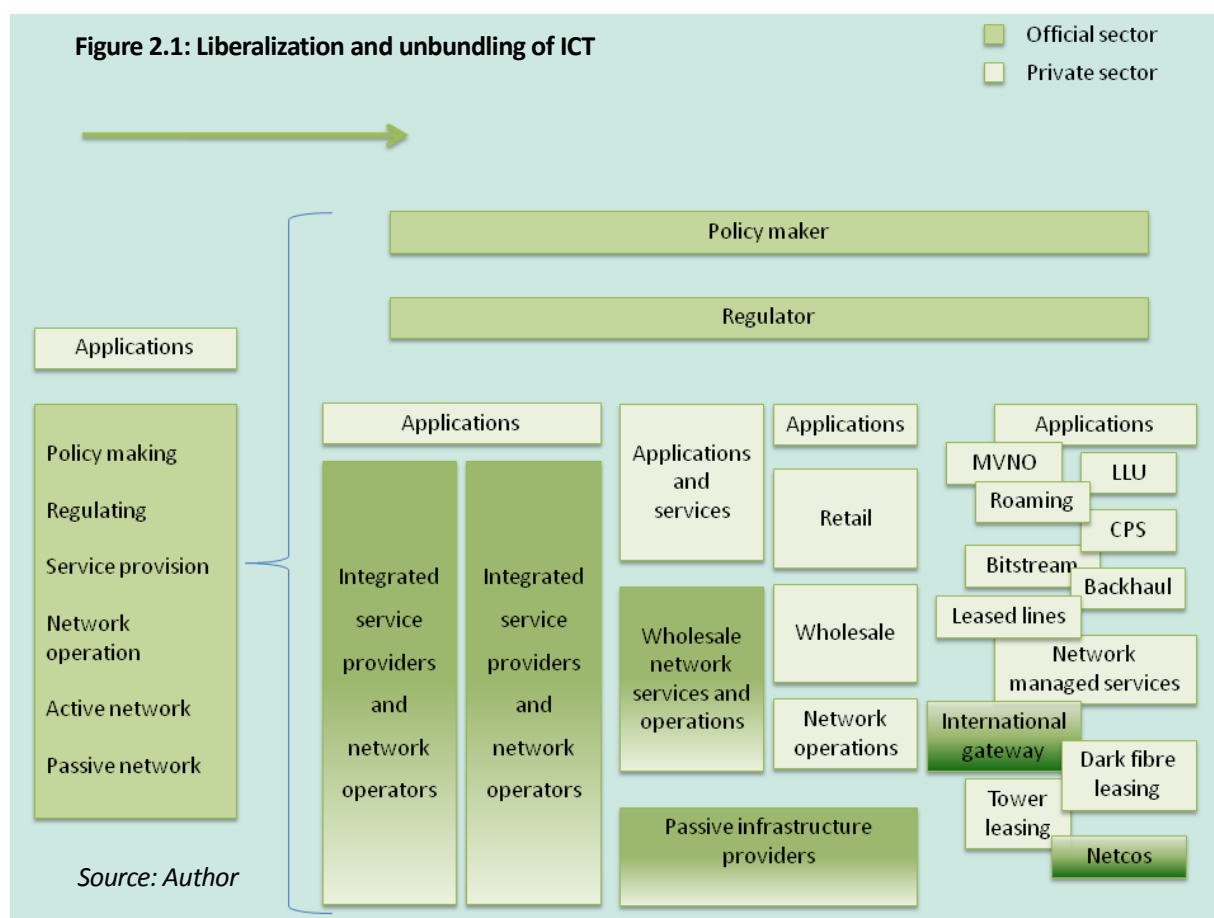 Figure 2.1: Liberalization and unbundling of ICT
Official sector
Private sector
Policy maker
Regulator
Applications
Policy making
Regulating
Service provision
Network
operation
Active network
Passive network
Applications
Integrated
service
providers
and
network
operators
Integrated
service
providers
and
network
operators
Applications
and
services
Wholesale
network
services and
operations
Applications
Retail
Wholesale
Network
operations
Passive infrastructure
providers
Applications
MVNO
LLU
Roaming
CPS
Bitstream
Backhaul
Leased lines
Network
managed services
International
gateway
Dark fibre
leasing
Tower
leasing
Netcos
Source: Author